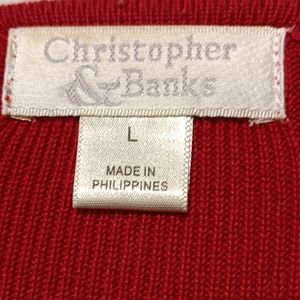 Christopher
& Banks
L
MADE IN
PHILIPPINES